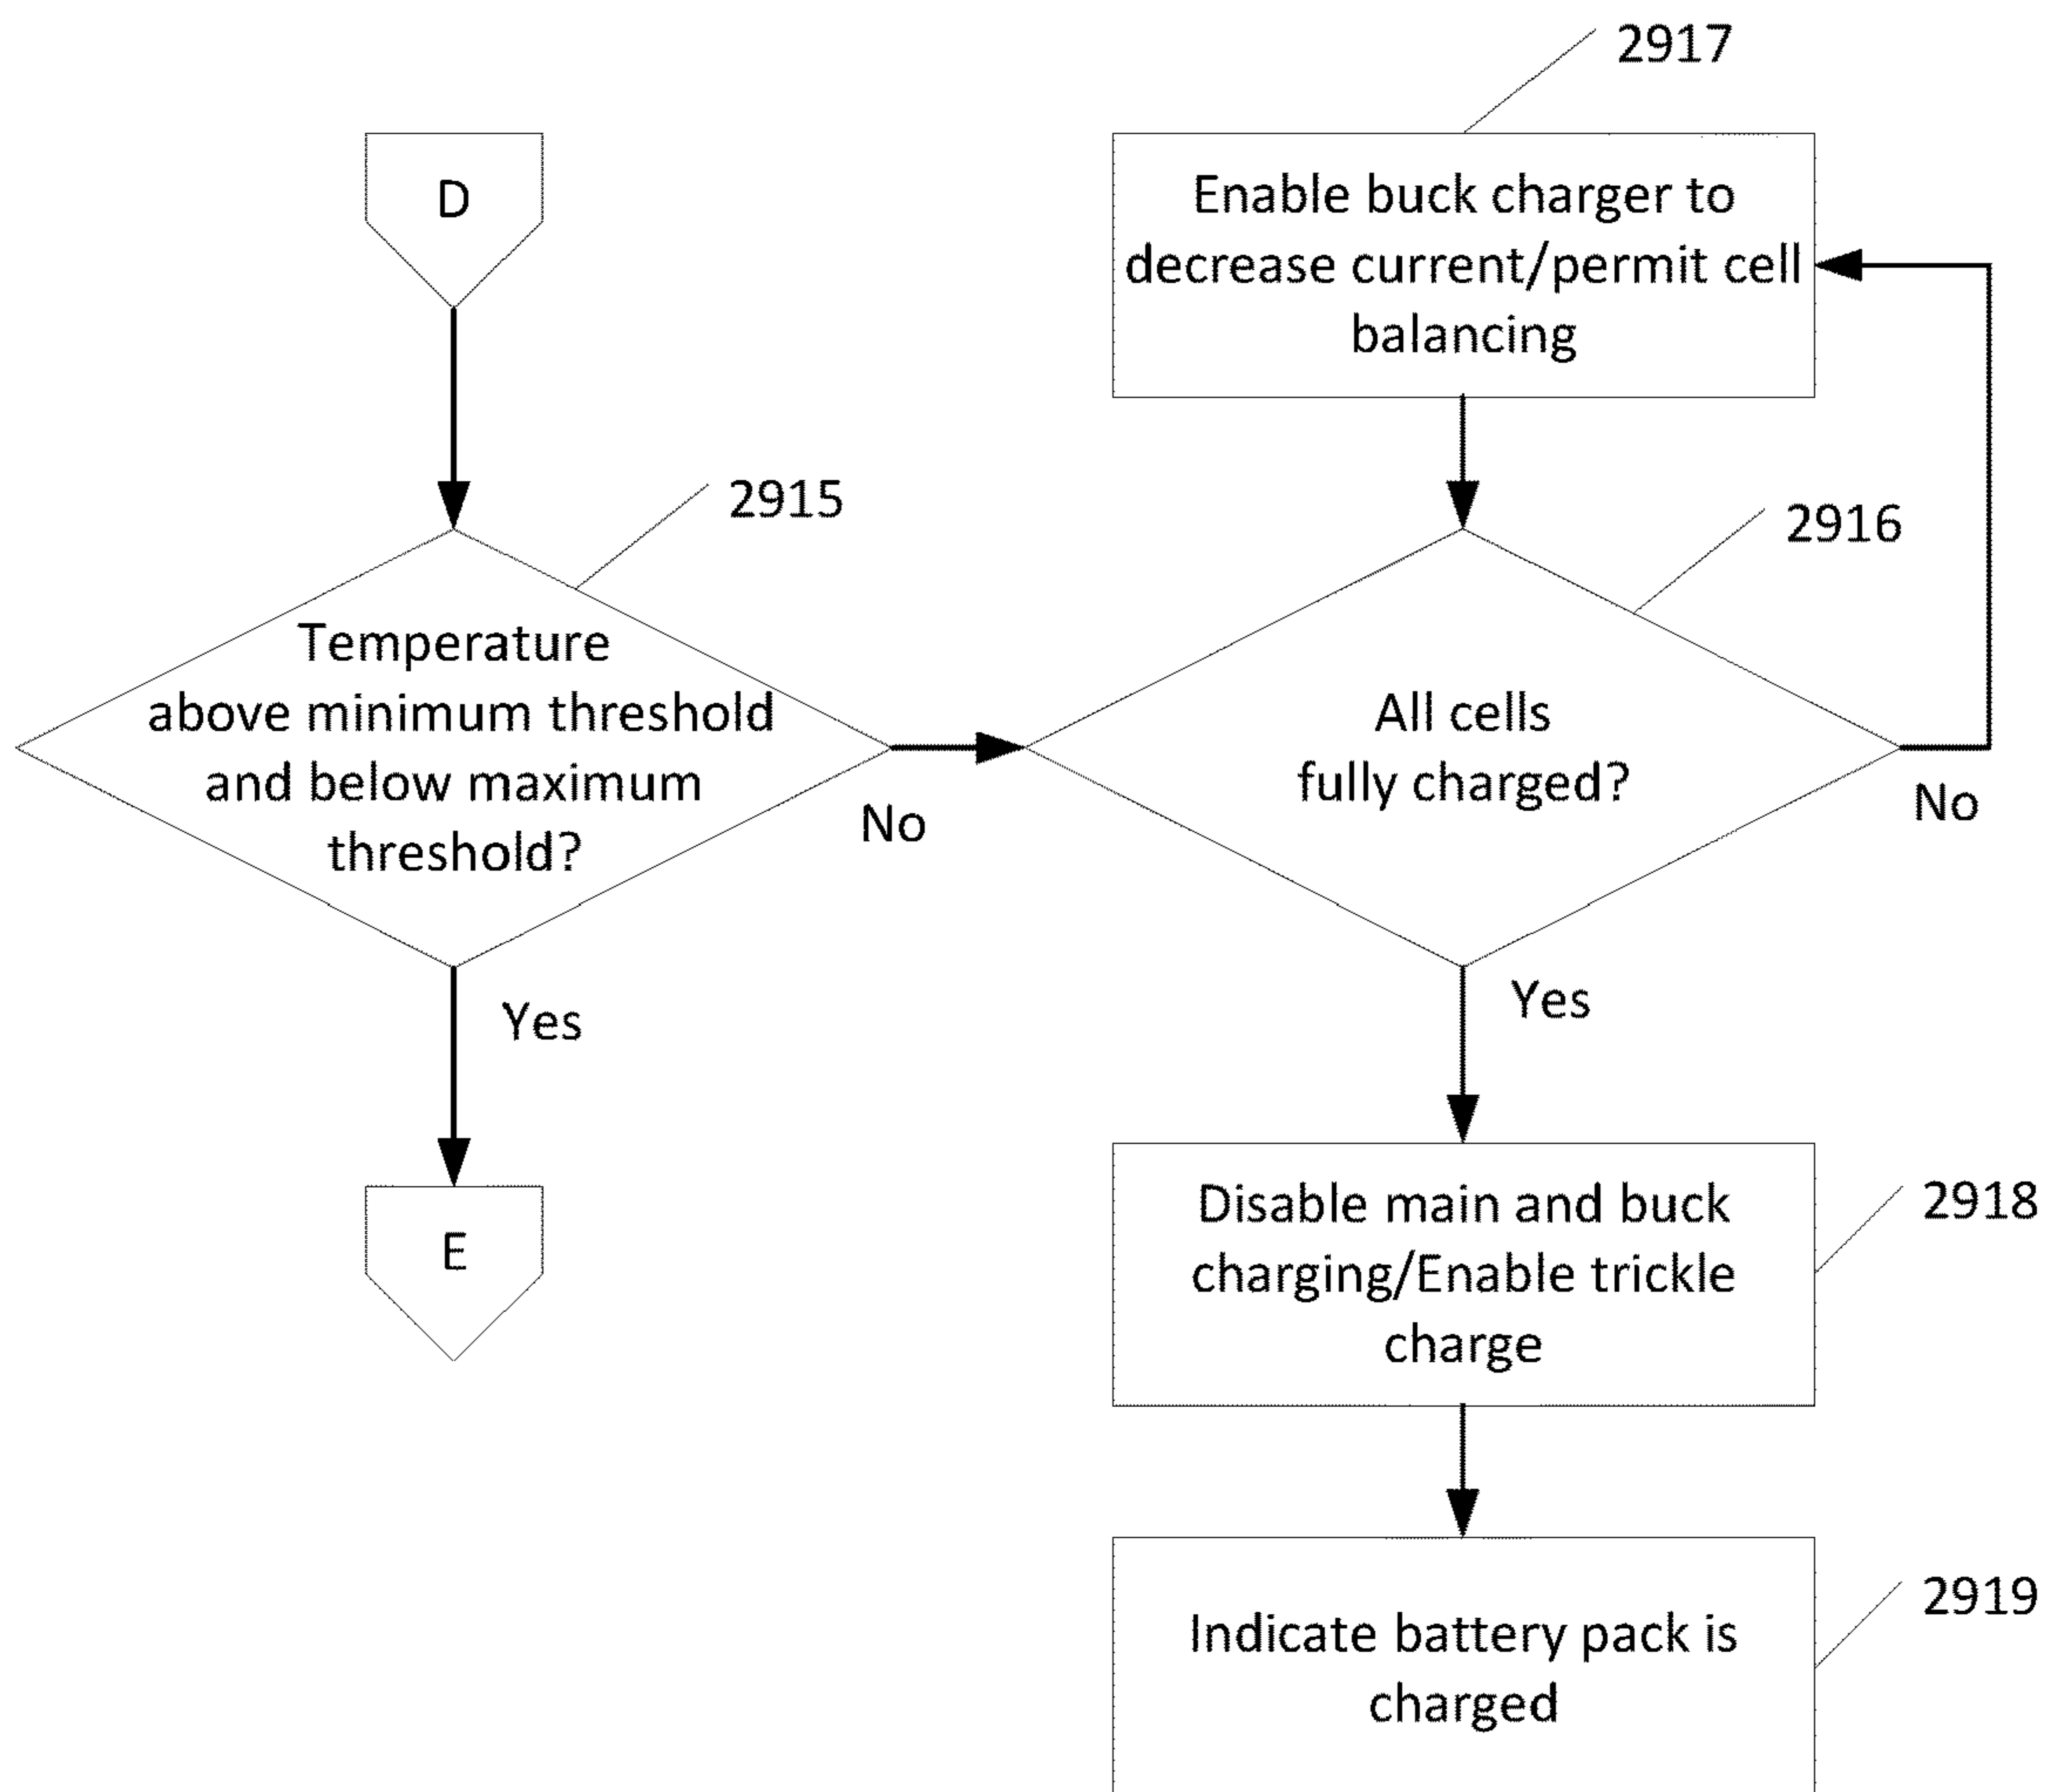 2917
D
Enable buck charger to
decrease current/permit cell
balancing
2915
2916
Temperature
above minimum threshold
and below maximum
threshold?
No
All cells
fully charged?
No
Yes
Yes
E
Disable main and buck
charging/Enable trickle
charge
2918
Indicate battery pack is
charged
2919